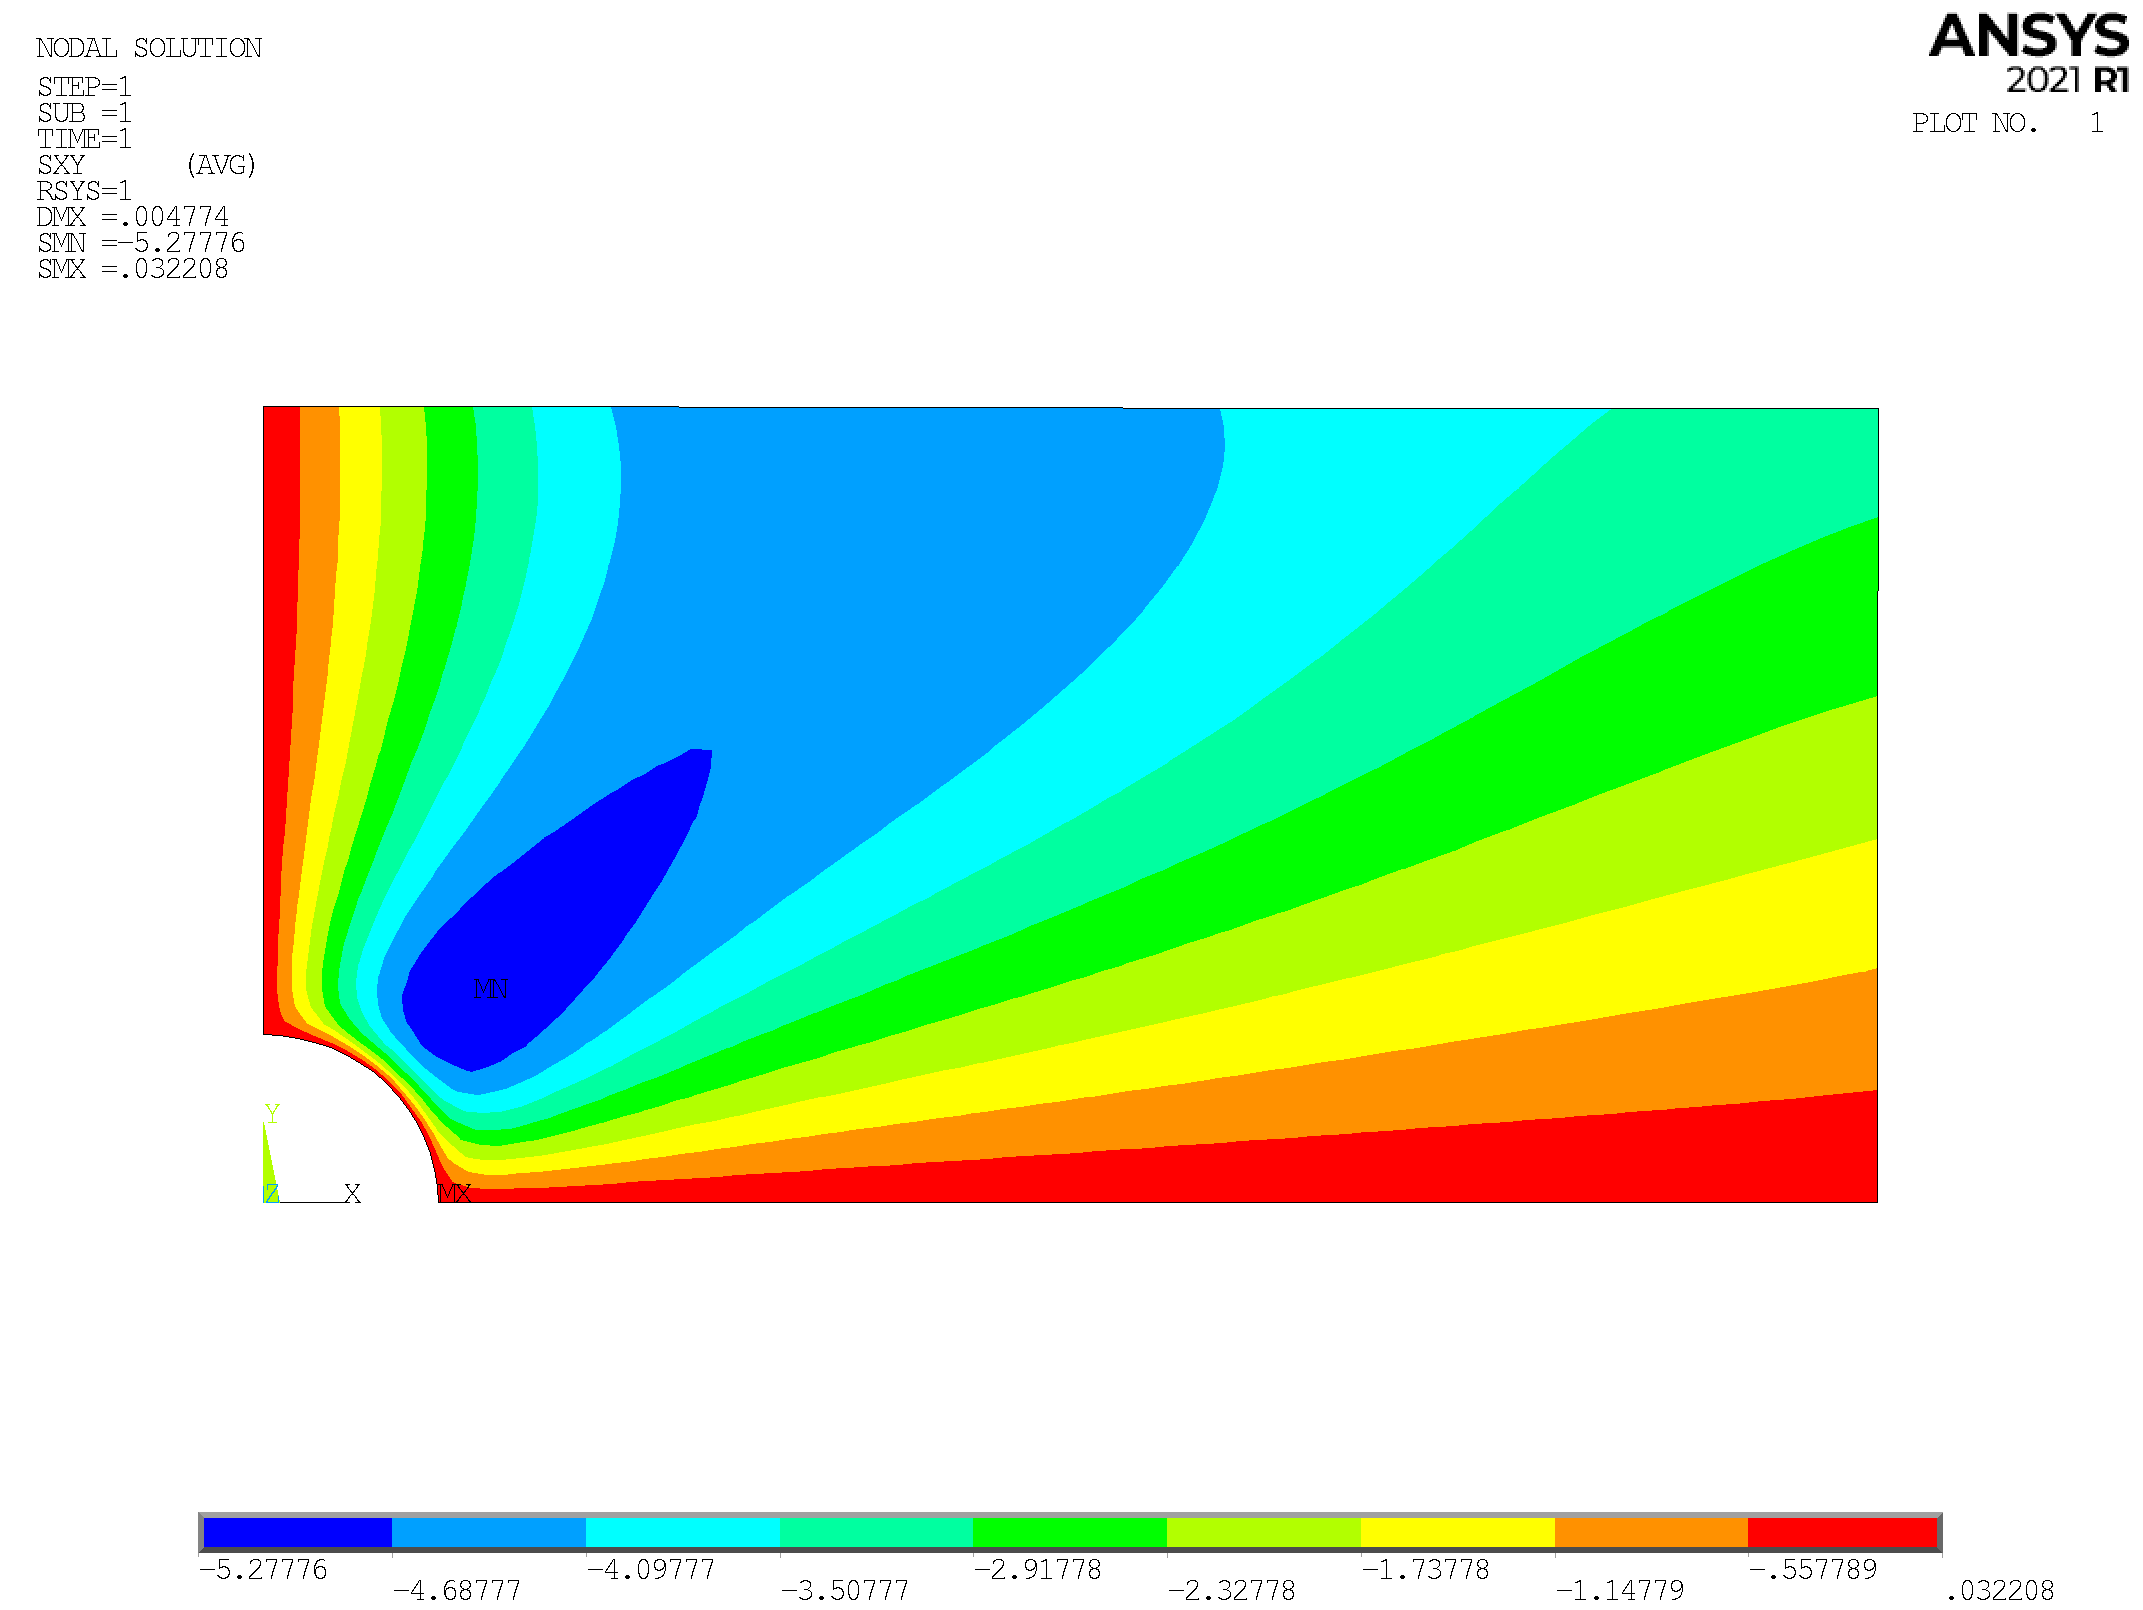 NODAL SOLUTION
STEP=1
SUB =1
TIME=1
SXY (AVG)
RSYS=1
DMX =.004774
SMN =-5.27776
SMX =.032208
ANSYS
2021 R1
PLOT NO. 1
MN
Y
Z X MX
-5.27776 -4.09777 -2.91778 -1.73778 -.557789
-4.68777 -3.50777 -2.32778 -1.14779 .032208